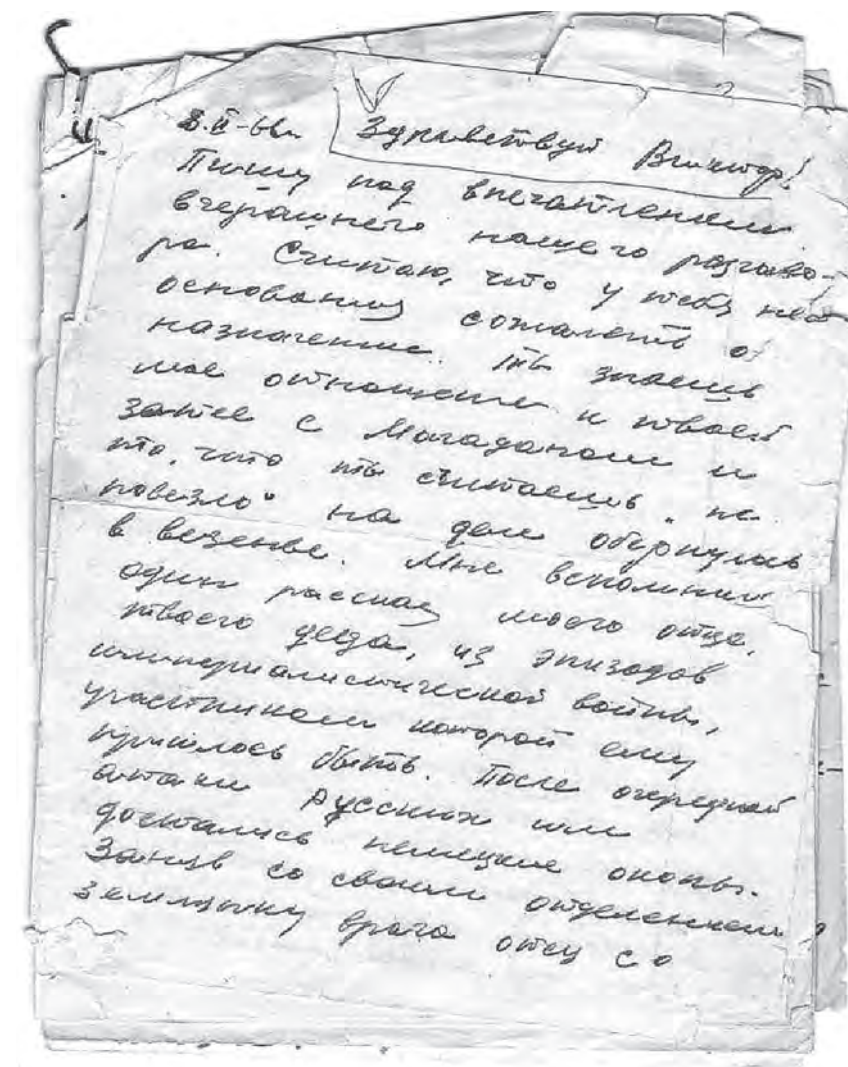 8.II-66г. Здравствуй Виктор!
Пишу под впечатлением
вчерашнего нашего разгово-
ра. Считаю, что у тебя нет
основания сожалеть о
назначении. Ты знаешь
мое отношение к твоей
затее с Магаданом и
то, что ты считаешь „не
повезло" на деле обернулось
в везенье. Мне вспомнил
один рассказ моего отца,
твоего деда, из эпизодов
империалистической войны,
участником которой ему
пришлось быть. После очередной
атаки русских им
достались немецкие окопы.
Заняв со своим отделением
землянку врага отец со